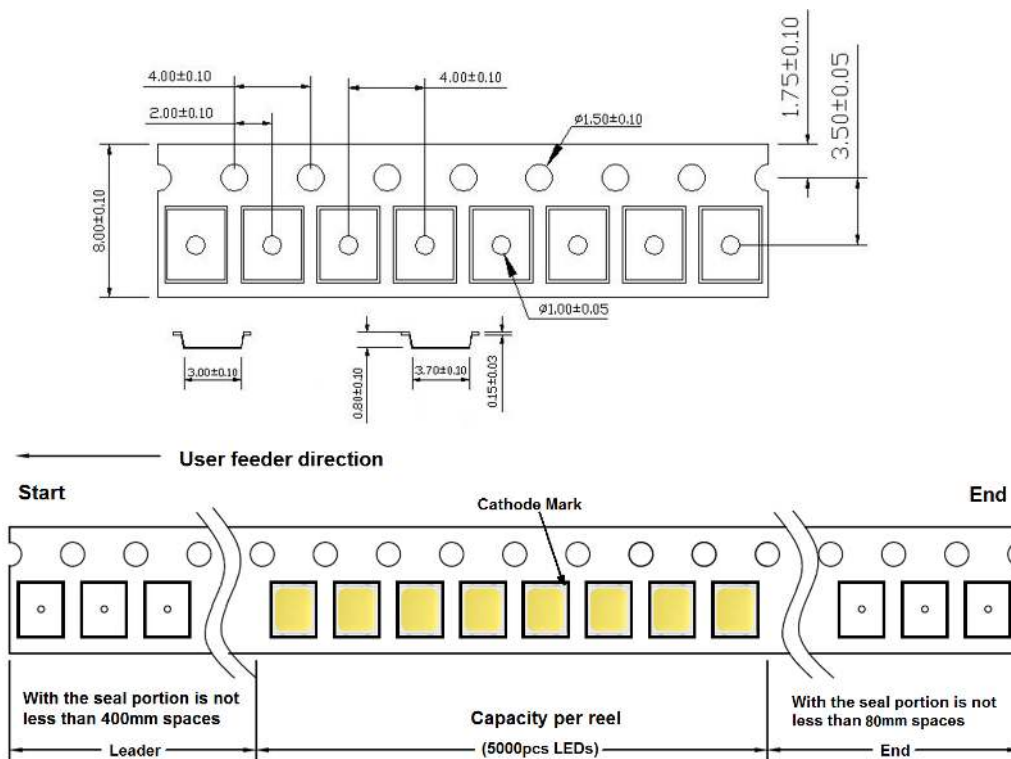 4.00±0.10
4.00±0.10
2.00±0.10
ø1.50±0.10
1.75±0.10
3.50±0.05
8.00±0.10
ø1.00±0.05
3.00±0.10
0.80±0.10
3.70±0.10
0.15±0.03
User feeder direction
Start
Cathode Mark
End
With the seal portion is not
less than 400mm spaces
Capacity per reel
With the seal portion is not
less than 80mm spaces
Leader
(5000pcs LEDs)
End